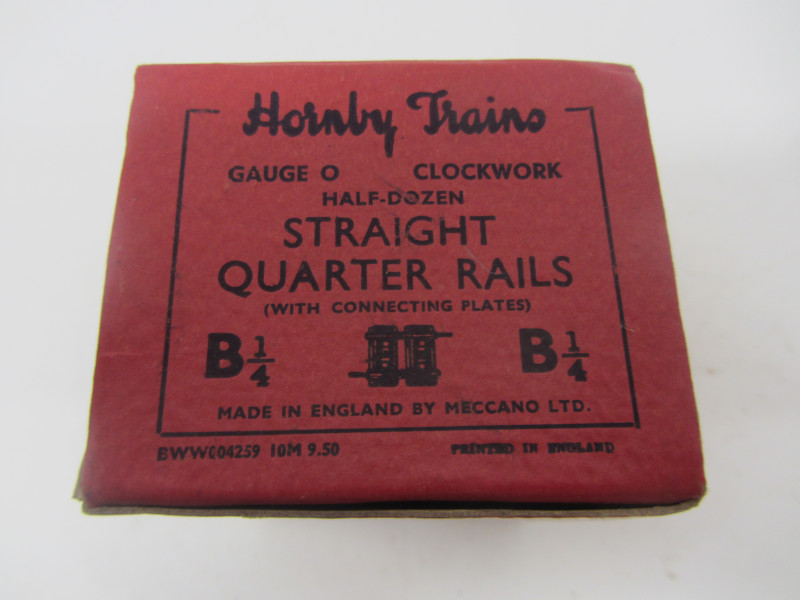 Hornby Trains
GAUGE O CLOCKWORK
HALF-DOZEN
STRAIGHT
QUARTER RAILS
(WITH CONNECTING PLATES)
B1/4 B1/4
MADE IN ENGLAND BY MECCANO LTD.
BWW004259 10M 9.50 PRINTED IN ENGLAND